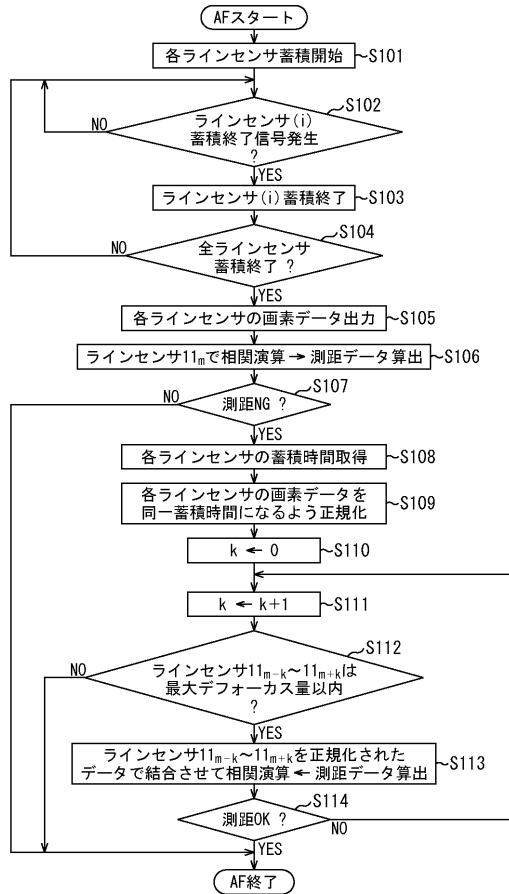 AFスタート
各ラインセンサ蓄積開始
S101
S102
ラインセンサ(i)
蓄積終了信号発生
?
NO
YES
ラインセンサ(i)蓄積終了
S103
S104
NO
全ラインセンサ
蓄積終了 ?
YES
各ラインセンサの画素データ出力
S105
ラインセンサ11mで相関演算→測距データ算出
S106
S107
NO
測距NG ?
YES
各ラインセンサの蓄積時間取得
S108
各ラインセンサの画素データを
同一蓄積時間になるよう正規化
S109
k ← 0
S110
k ← k+1
S111
S112
NO
ラインセンサ11m-k～11m+kは
最大デフォーカス量以内
?
YES
ラインセンサ11m-k～11m+kを正規化された
データで結合させて相関演算←測距データ算出
S113
S114
測距OK ?
NO
YES
AF終了